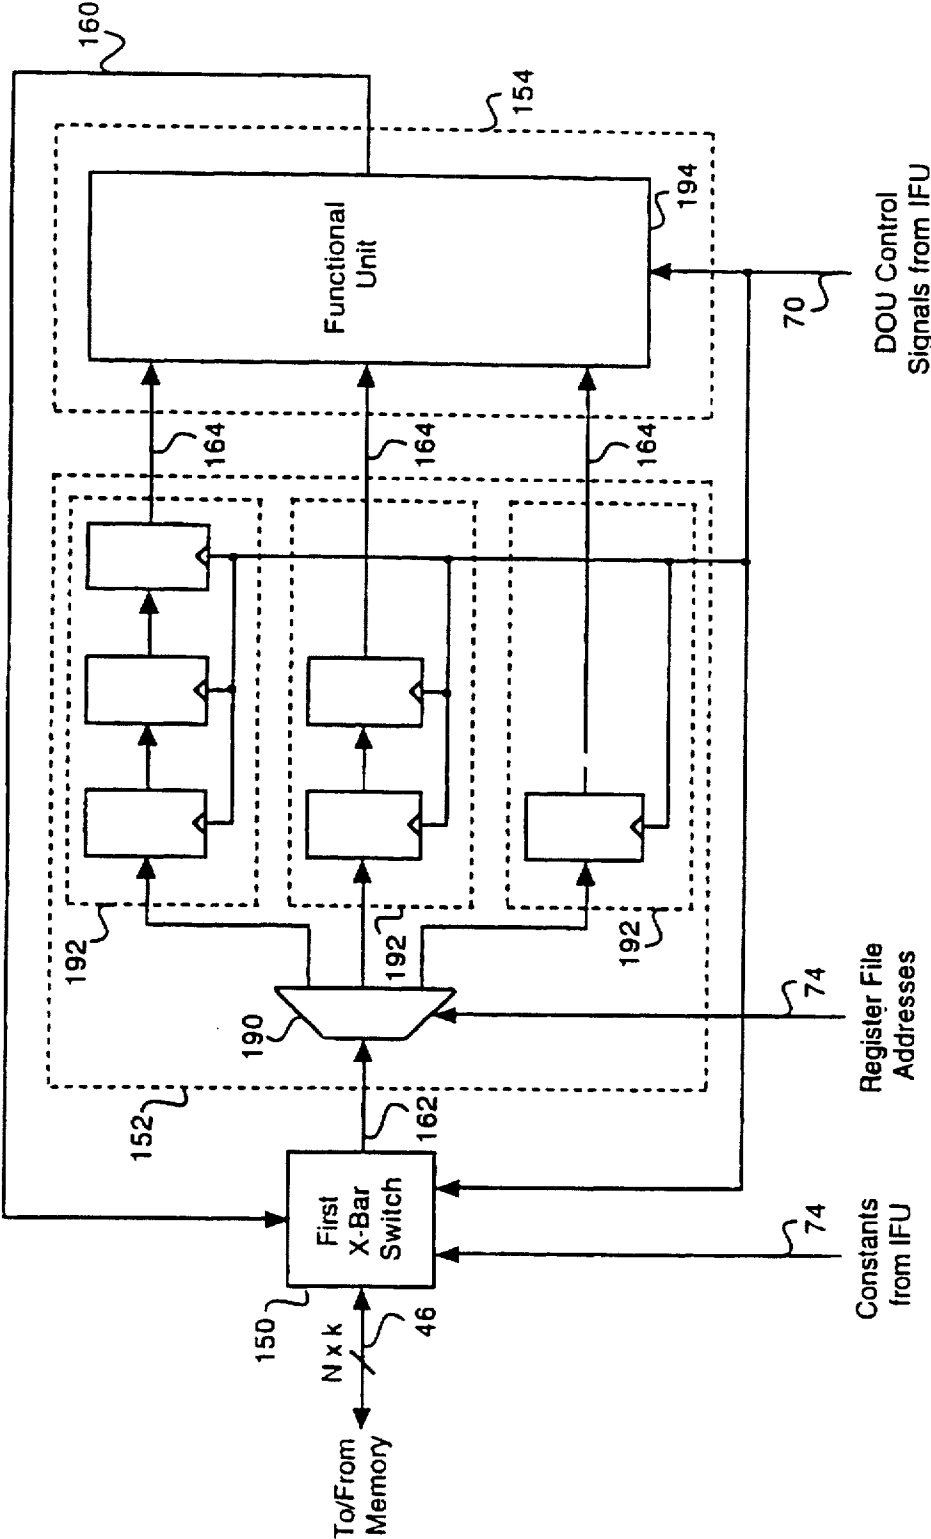 160
154
Functional
Unit
194
70
DOU Control
Signals from IFU
164
164
164
192
192
192
190
74
Register File
Addresses
152
162
First
X-Bar
Switch
150
N x k
46
74
Constants
from IFU
To/From
Memory